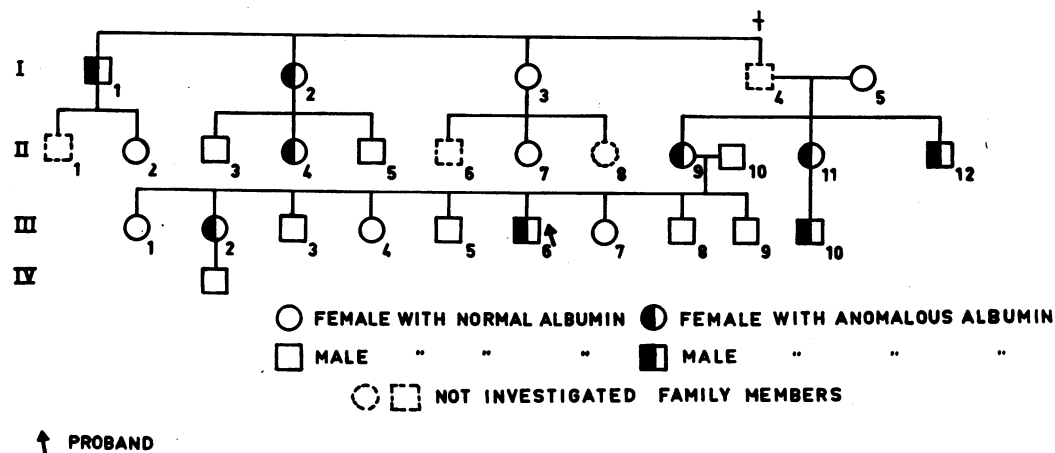 I
1 2 3 4 5
II
1 2 3 4 5 6 7 8 9 10 11 12
III
1 2 3 4 5 6 7 8 9 10
IV
FEMALE WITH NORMAL ALBUMIN FEMALE WITH ANOMALOUS ALBUMIN
MALE " " " MALE " " "
NOT INVESTIGATED FAMILY MEMBERS
PROBAND